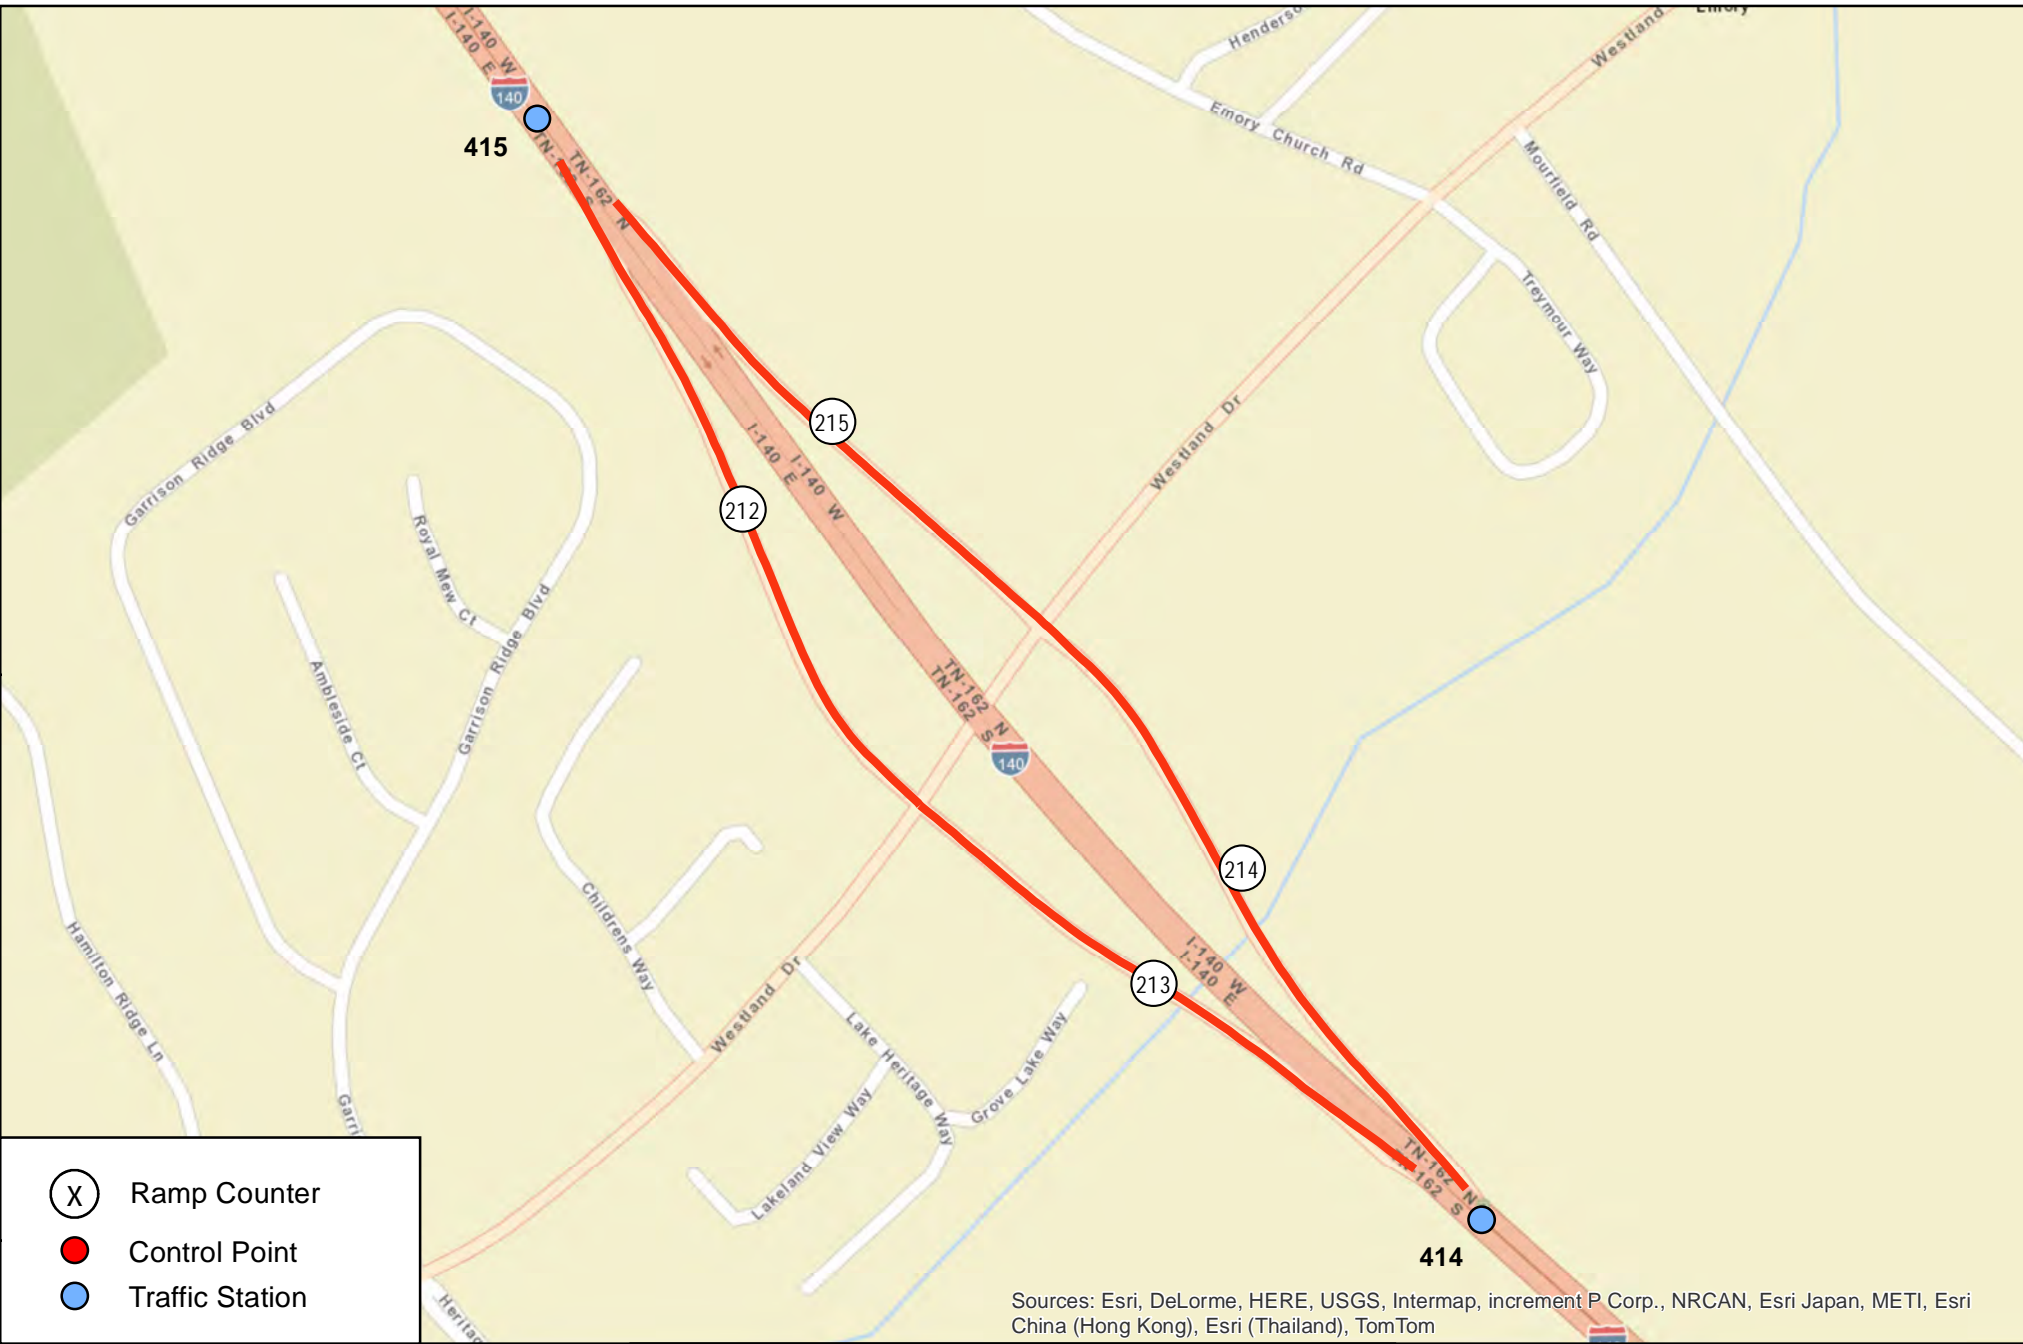 I-140 W
I-140 E
140
415
TN-162 N
Henderso
Westland
Emory Church Rd
Mourfield Rd
Treymour Way
Garrison Ridge Blvd
215
I-140 W
I-140 E
212
Westland Dr
Royal Mew Ct
Garrison Ridge Blvd
Ambleside Ct
TN-162 N
TN-162 S
140
214
Childrens Way
Hamilton Ridge Ln
I-140 W
I-140 E
213
Westland Dr
Lake Heritage Way
Grove Lake Way
Lakeland View Way
Garri
TN-162 N
162 S
414
Heritag
X Ramp Counter
Control Point
Traffic Station
Sources: Esri, DeLorme, HERE, USGS, Intermap, increment P Corp., NRCAN, Esri Japan, METI, Esri
China (Hong Kong), Esri (Thailand), TomTom